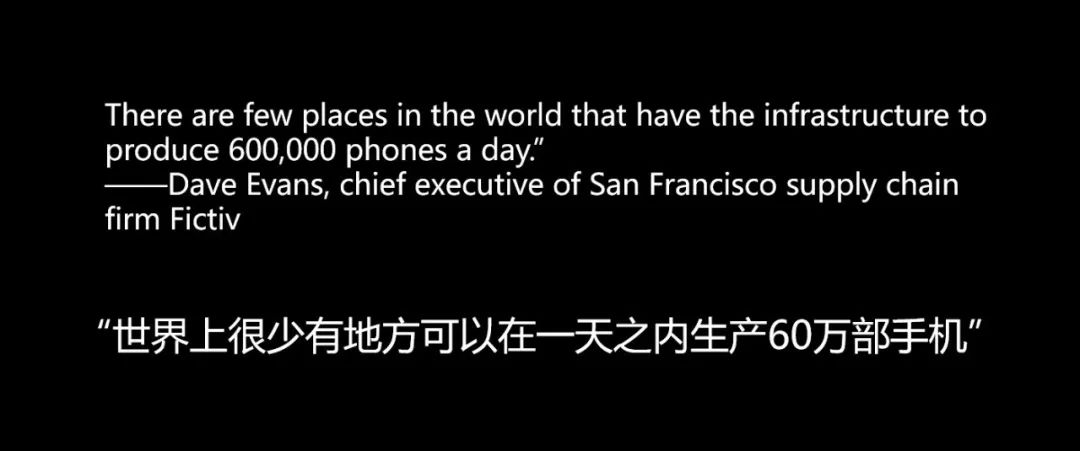 There are few places in the world that have the infrastructure to
produce 600,000 phones a day.”
——Dave Evans, chief executive of San Francisco supply chain
firm Fictiv
“世界上很少有地方可以在一天之内生产60万部手机”